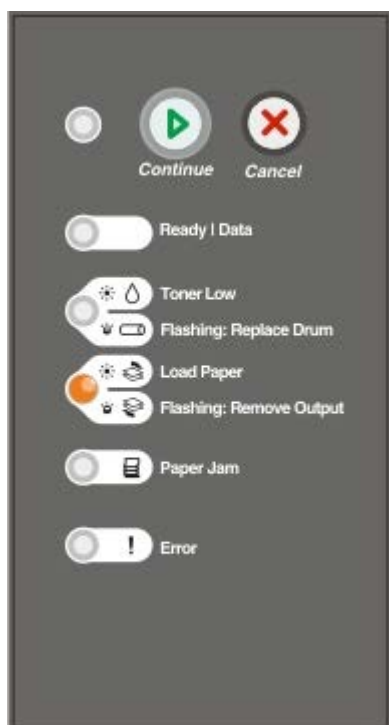 Continue Cancel
Ready | Data
Toner Low
Flashing: Replace Drum
Load Paper
Flashing: Remove Output
Paper Jam
! Error